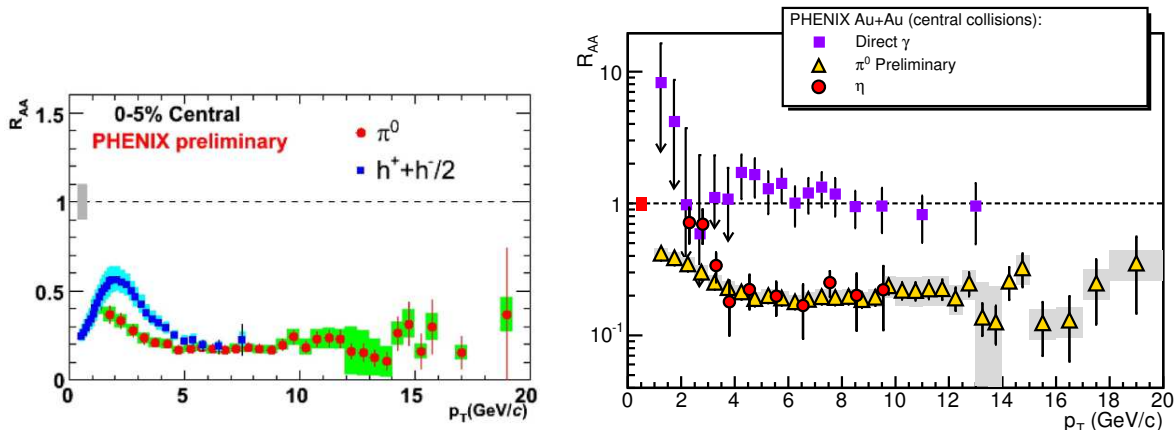 R_AA
1.5
1
0.5
0
0-5% Central
PHENIX preliminary
π⁰
h⁺+h⁻/2
0
5
10
15
20
p_T(GeV/c)
PHENIX Au+Au (central collisions):
Direct γ
π⁰ Preliminary
η
R_AA
10
1
10⁻¹
0 2 4 6 8 10 12 14 16 18 20
p_T (GeV/c)